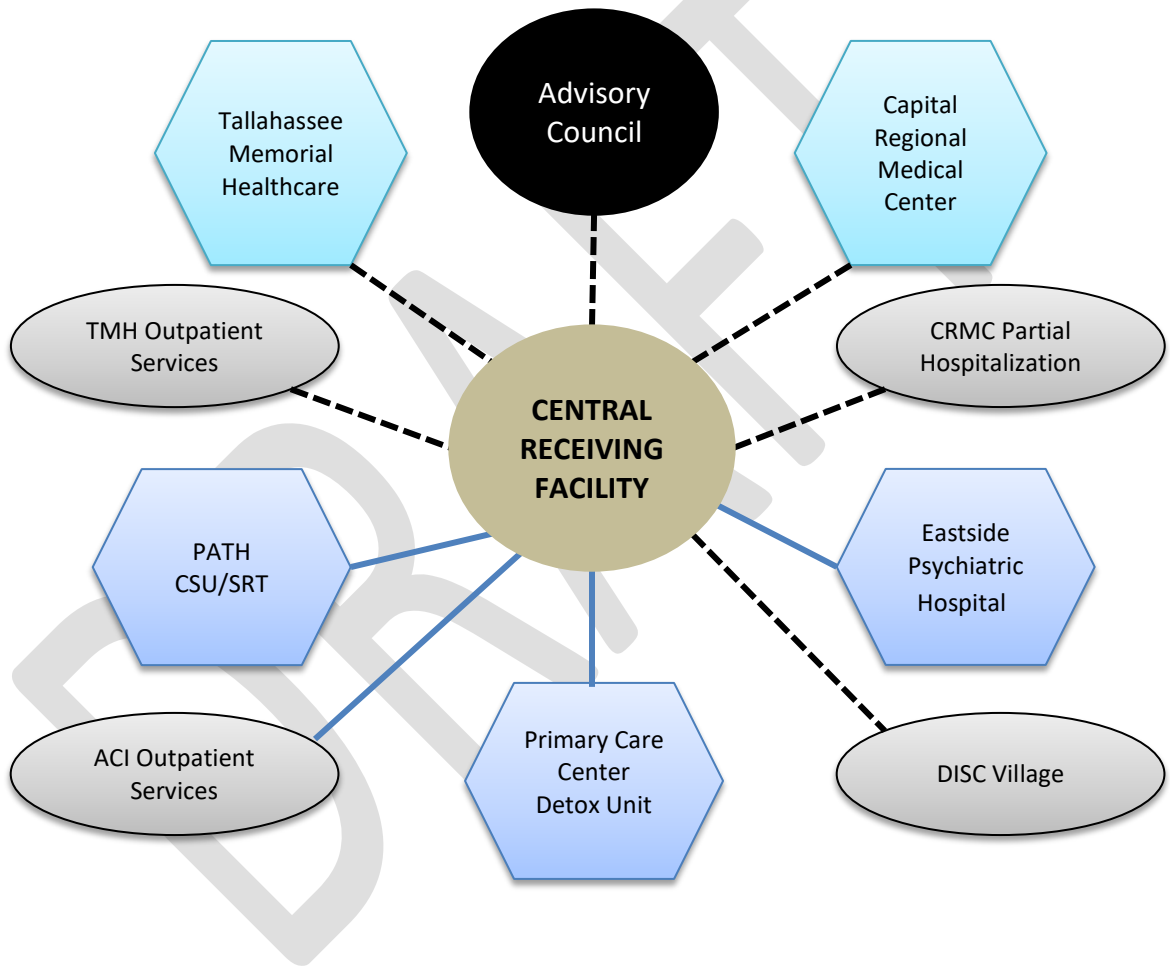 Advisory
Council
Tallahassee
Memorial
Healthcare
Capital
Regional
Medical
Center
TMH Outpatient
Services
CRMC Partial
Hospitalization
CENTRAL
RECEIVING
FACILITY
PATH
CSU/SRT
Eastside
Psychiatric
Hospital
ACI Outpatient
Services
Primary Care
Center
Detox Unit
DISC Village
DRAFT